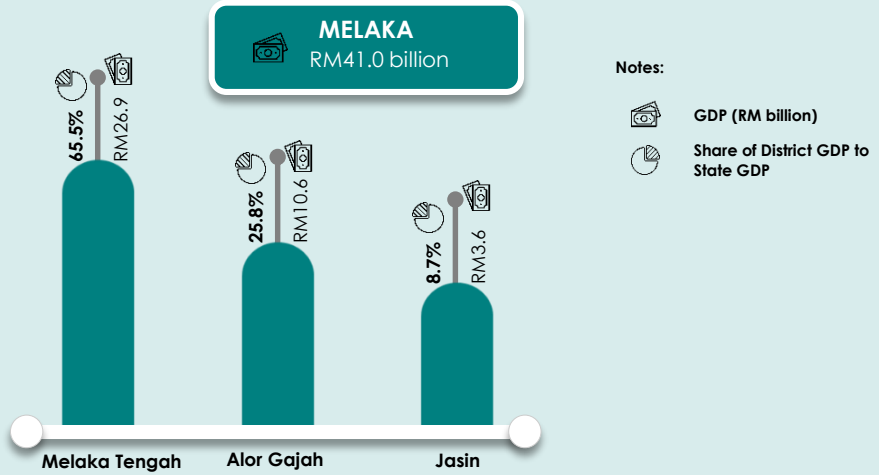 MELAKA
RM41.0 billion
Notes:
GDP (RM billion)
Share of District GDP to
State GDP
65.5%
RM26.9
25.8%
RM10.6
8.7%
RM3.6
Melaka Tengah
Alor Gajah
Jasin